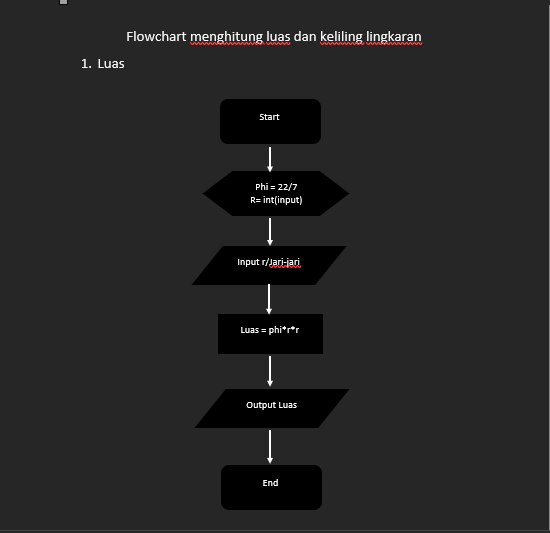 Flowchart menghitung luas dan keliling lingkaran
1. Luas
Start
Phi = 22/7
R= int(input)
Input r/Jari-jari
Luas = phi*r*r
Output Luas
End